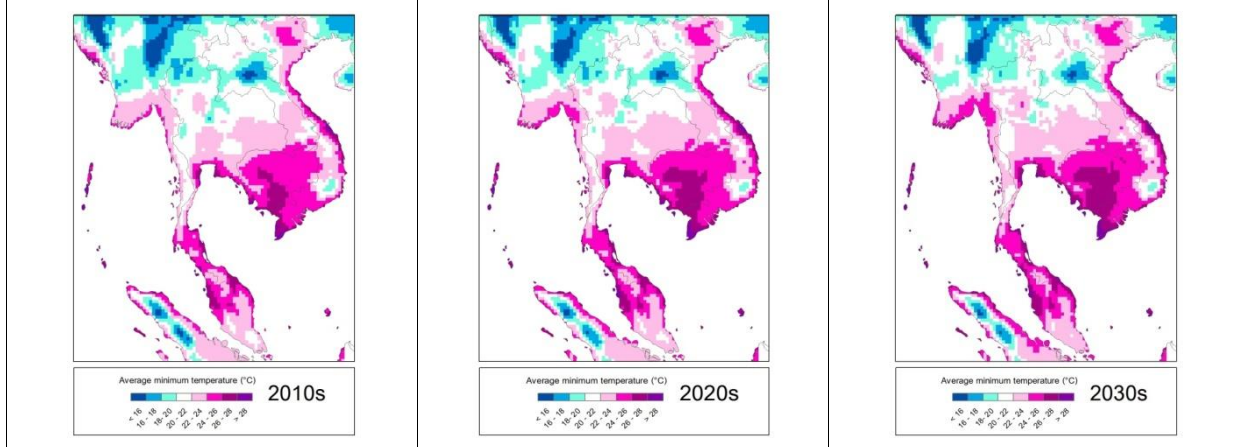 Average minimum temperature (°C)
2010s
< 16
16 - 18
18- 20
20 - 22
22 - 24
24 - 26
26 - 28
> 28
Average minimum temperature (°C)
2020s
< 16
16 - 18
18- 20
20 - 22
22 - 24
24 - 26
26 - 28
> 28
Average minimum temperature (°C)
2030s
< 16
16 - 18
18- 20
20 - 22
22 - 24
24 - 26
26 - 28
> 28